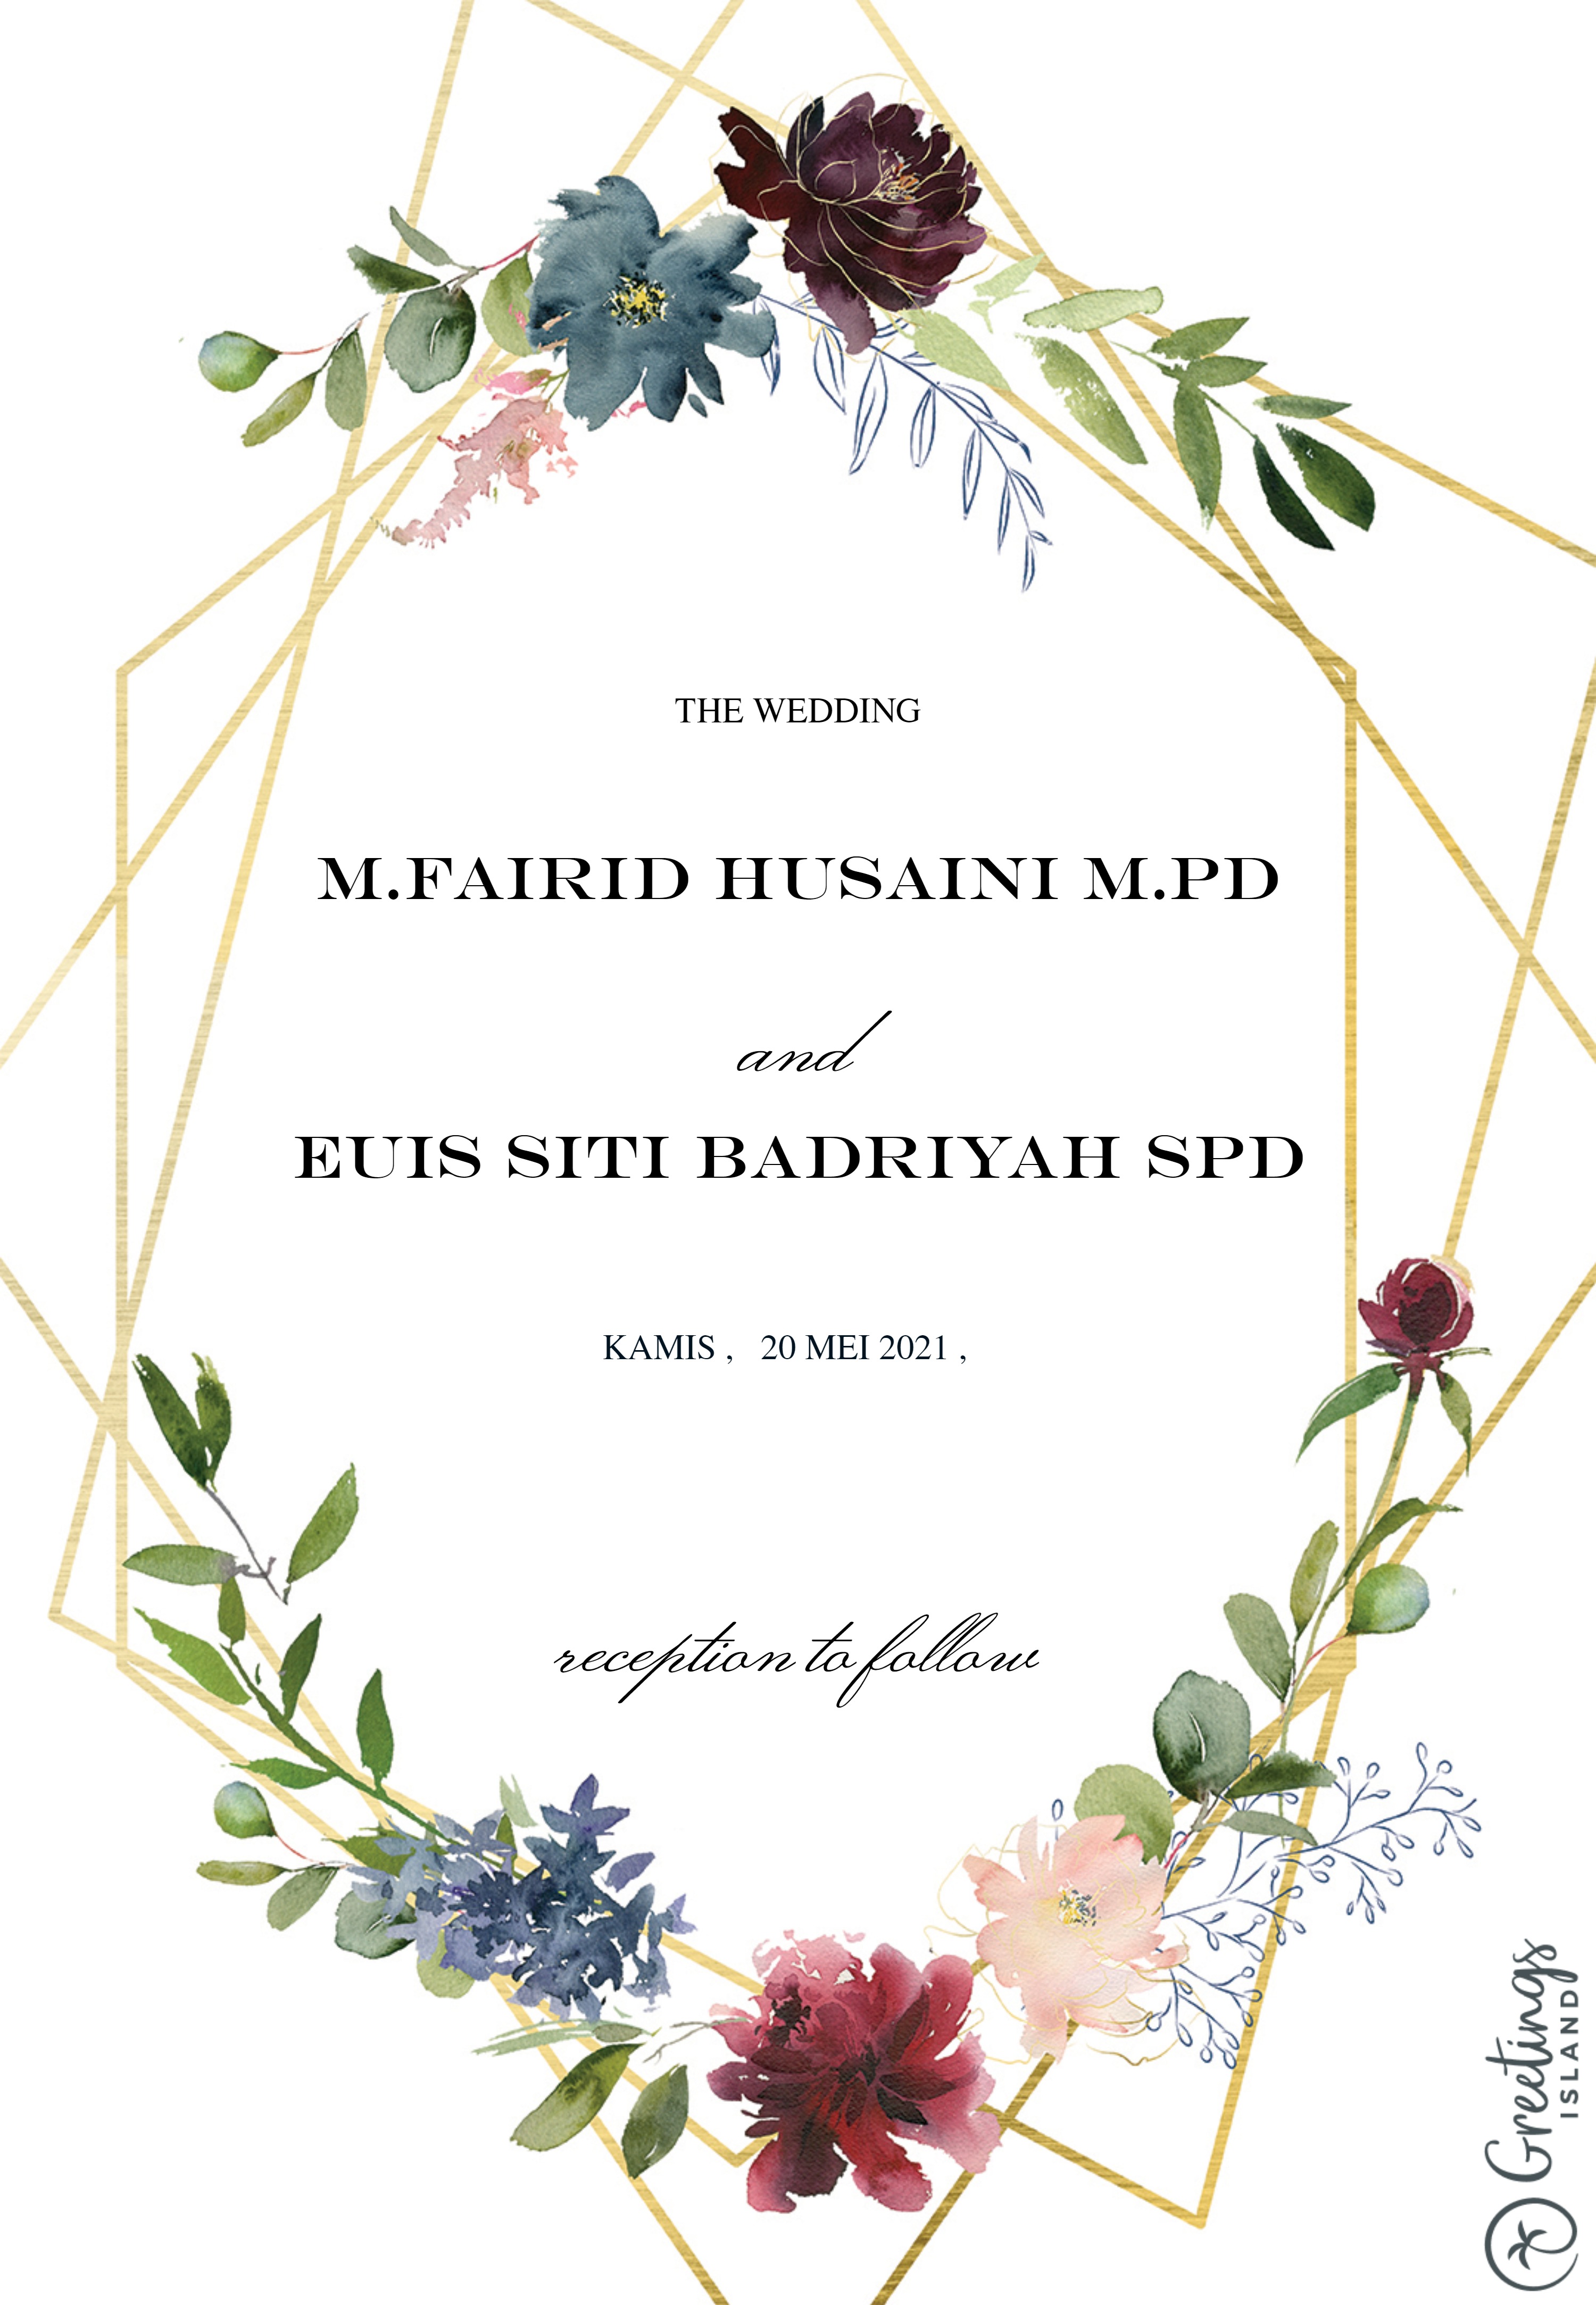 THE WEDDING
M.FAIRID HUSAINI M.PD
and
EUIS SITI BADRIYAH SPD
KAMIS ,   20 MEI 2021 ,
reception to follow
Greetings
ISLAND